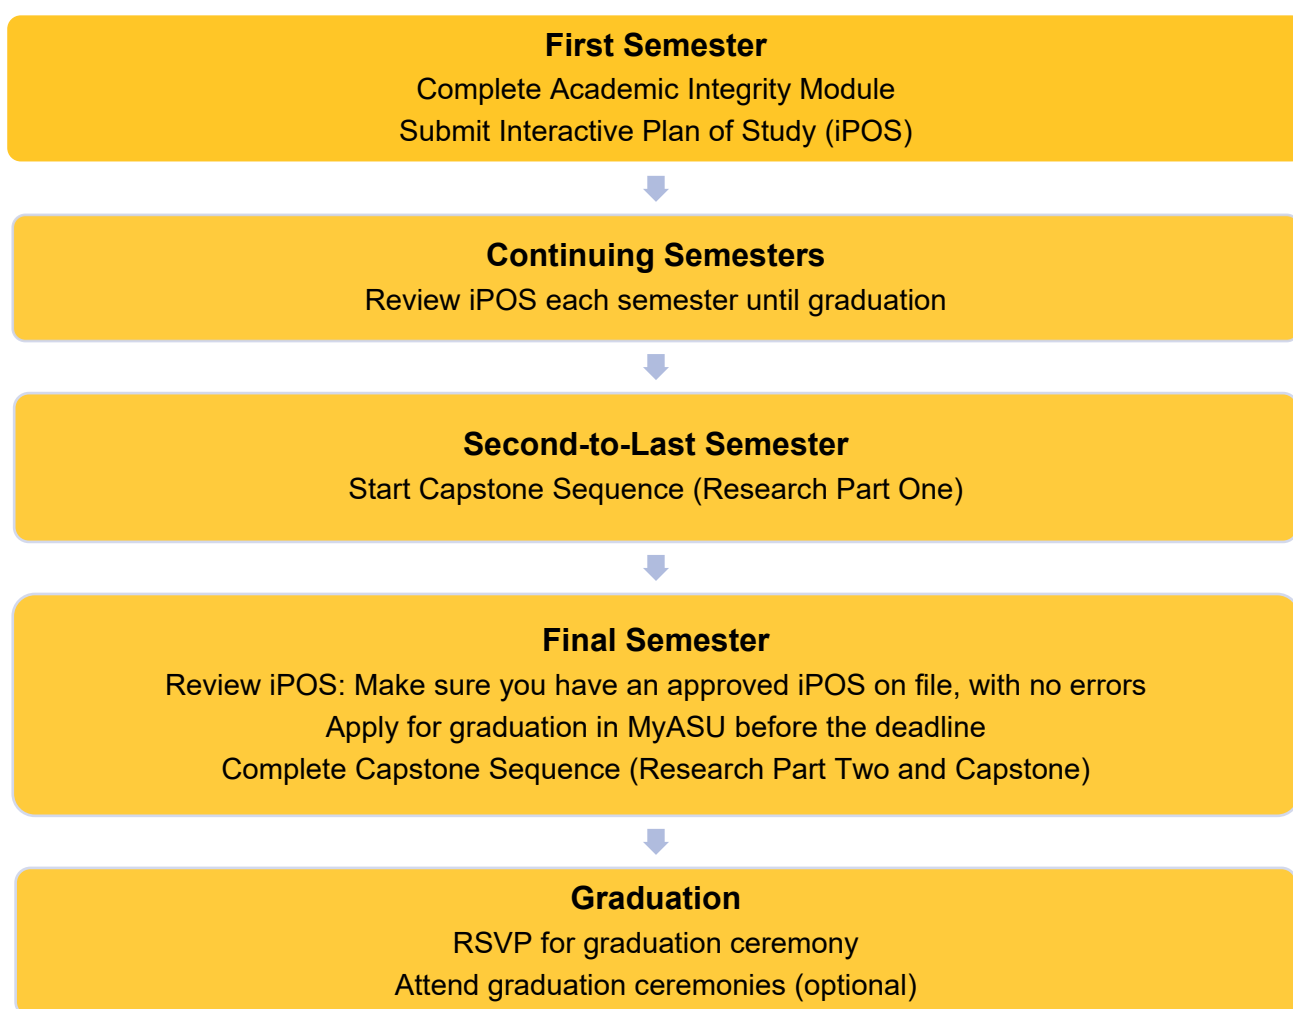 First Semester
Complete Academic Integrity Module
Submit Interactive Plan of Study (iPOS)
Continuing Semesters
Review iPOS each semester until graduation
Second-to-Last Semester
Start Capstone Sequence (Research Part One)
Final Semester
Review iPOS: Make sure you have an approved iPOS on file, with no errors
Apply for graduation in MyASU before the deadline
Complete Capstone Sequence (Research Part Two and Capstone)
Graduation
RSVP for graduation ceremony
Attend graduation ceremonies (optional)